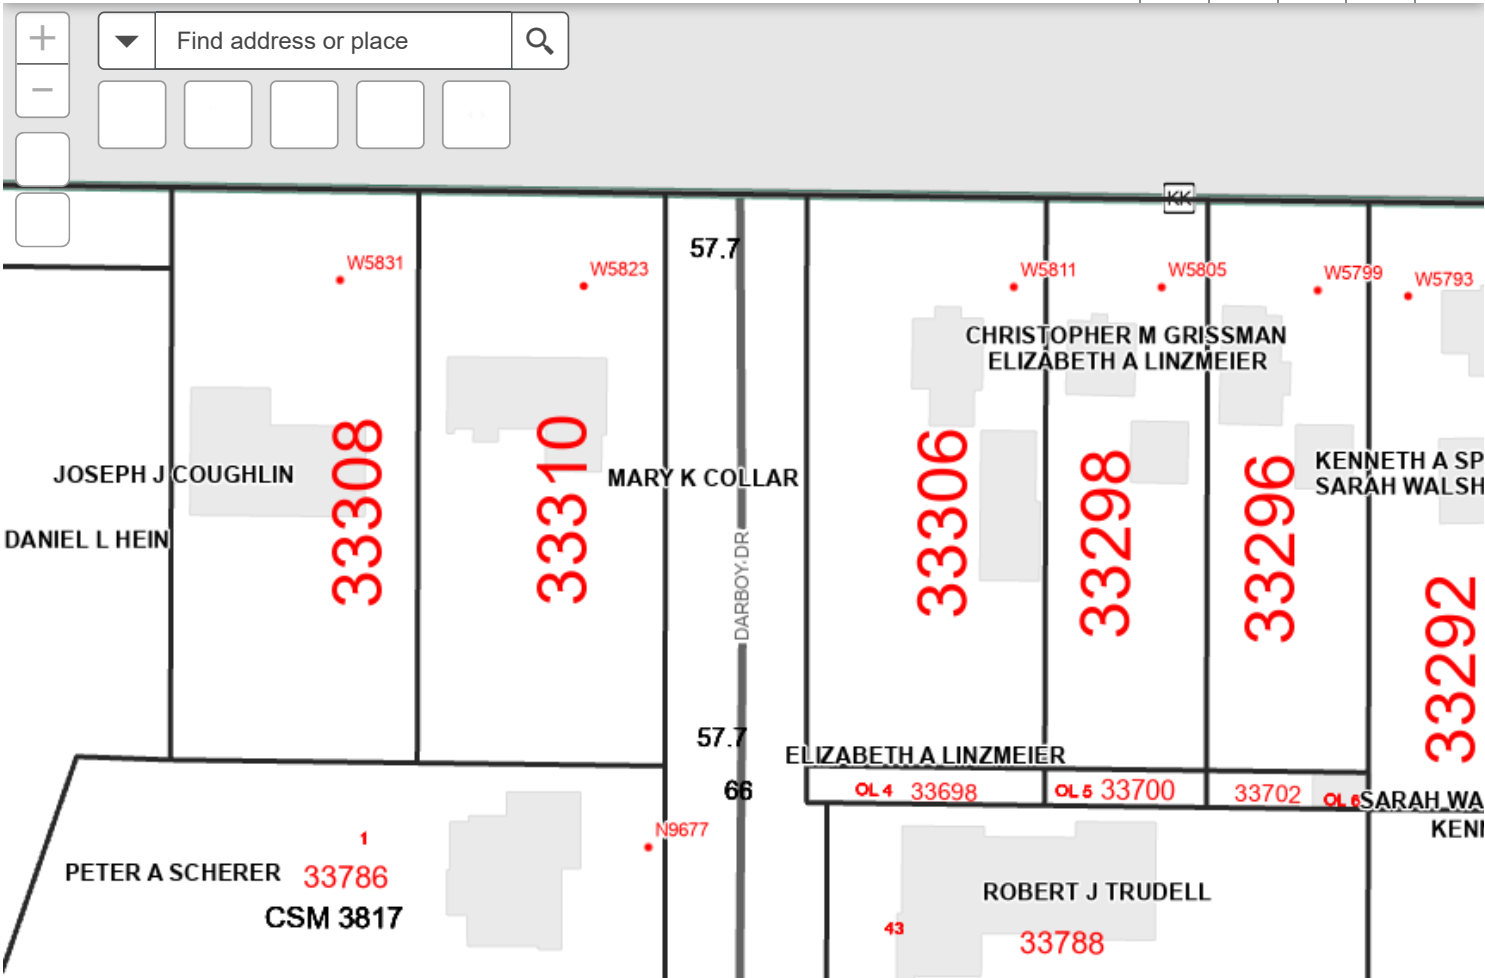 Find address or place
KK
57.7
W5831
W5823
W5811
W5805
W5799
W5793
CHRISTOPHER M GRISSMAN
ELIZABETH A LINZMEIER
33308
33310
33306
33298
33296
33292
JOSEPH J COUGHLIN
MARY K COLLAR
KENNETH A SP
SARAH WALSH
DANIEL L HEIN
DARBOY DR
57.7
ELIZABETH A LINZMEIER
66
OL 4 33698
OL 5 33700
33702 OL 6
SARAH WA
KEN
N9677
1
PETER A SCHERER
33786
CSM 3817
ROBERT J TRUDELL
43
33788